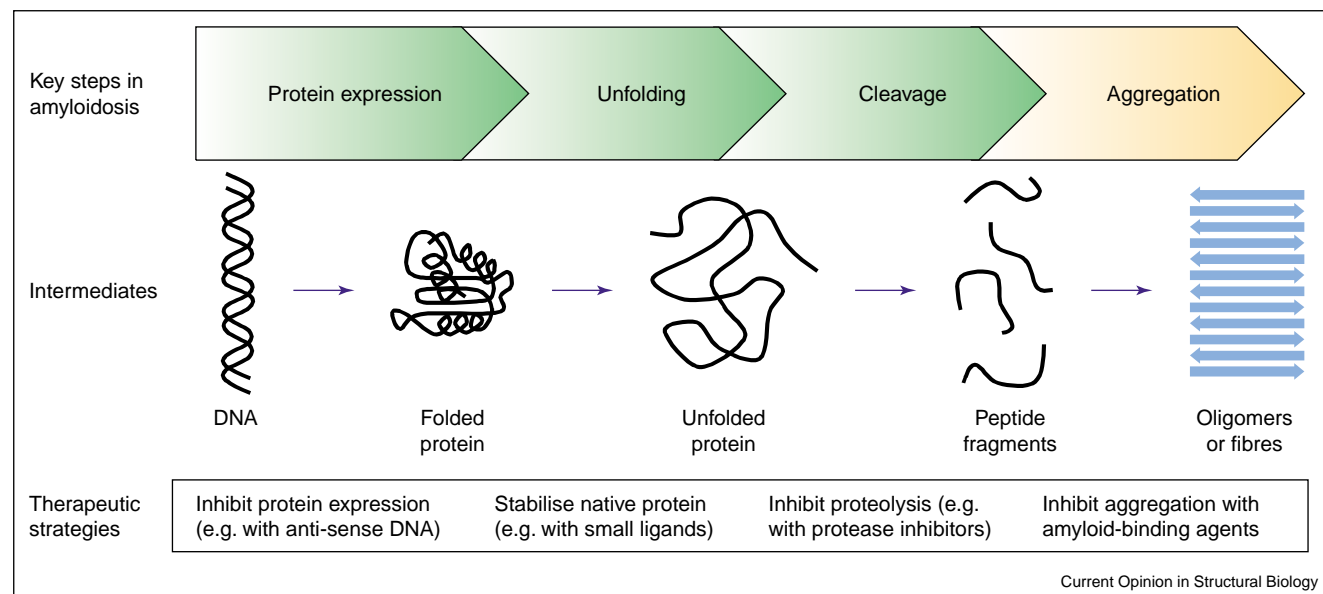 Key steps in
amyloidosis
Protein expression
Unfolding
Cleavage
Aggregation
Intermediates
DNA
Folded
protein
Unfolded
protein
Peptide
fragments
Oligomers
or fibres
Therapeutic
strategies
Inhibit protein expression
(e.g. with anti-sense DNA)
Stabilise native protein
(e.g. with small ligands)
Inhibit proteolysis (e.g.
with protease inhibitors)
Inhibit aggregation with
amyloid-binding agents
Current Opinion in Structural Biology